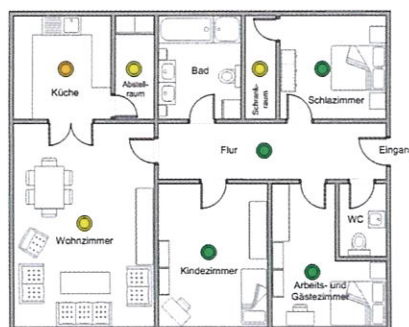 Küche
Abstell-
raum
Bad
Schrank-
raum
Schlazimmer
Flur
Eingan
Wohnzimmer
WC
Kindezimmer
Arbeits- und
Gästezimmer